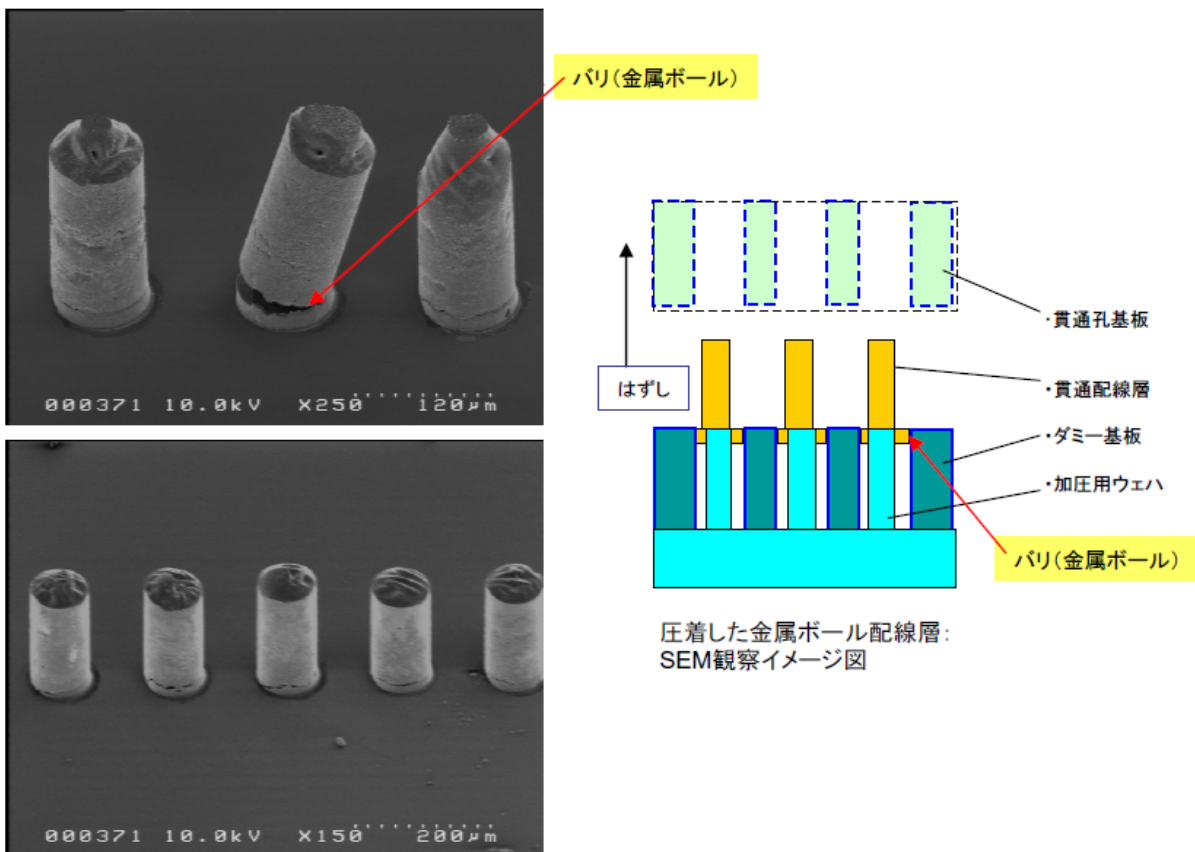 バリ(金属ボール)
000371 10.0kV X250 120μm
000371 10.0kV X150 200μm
はずし
・貫通孔基板
・貫通配線層
・ダミー基板
・加圧用ウェハ
バリ(金属ボール)
圧着した金属ボール配線層:
SEM観察イメージ図